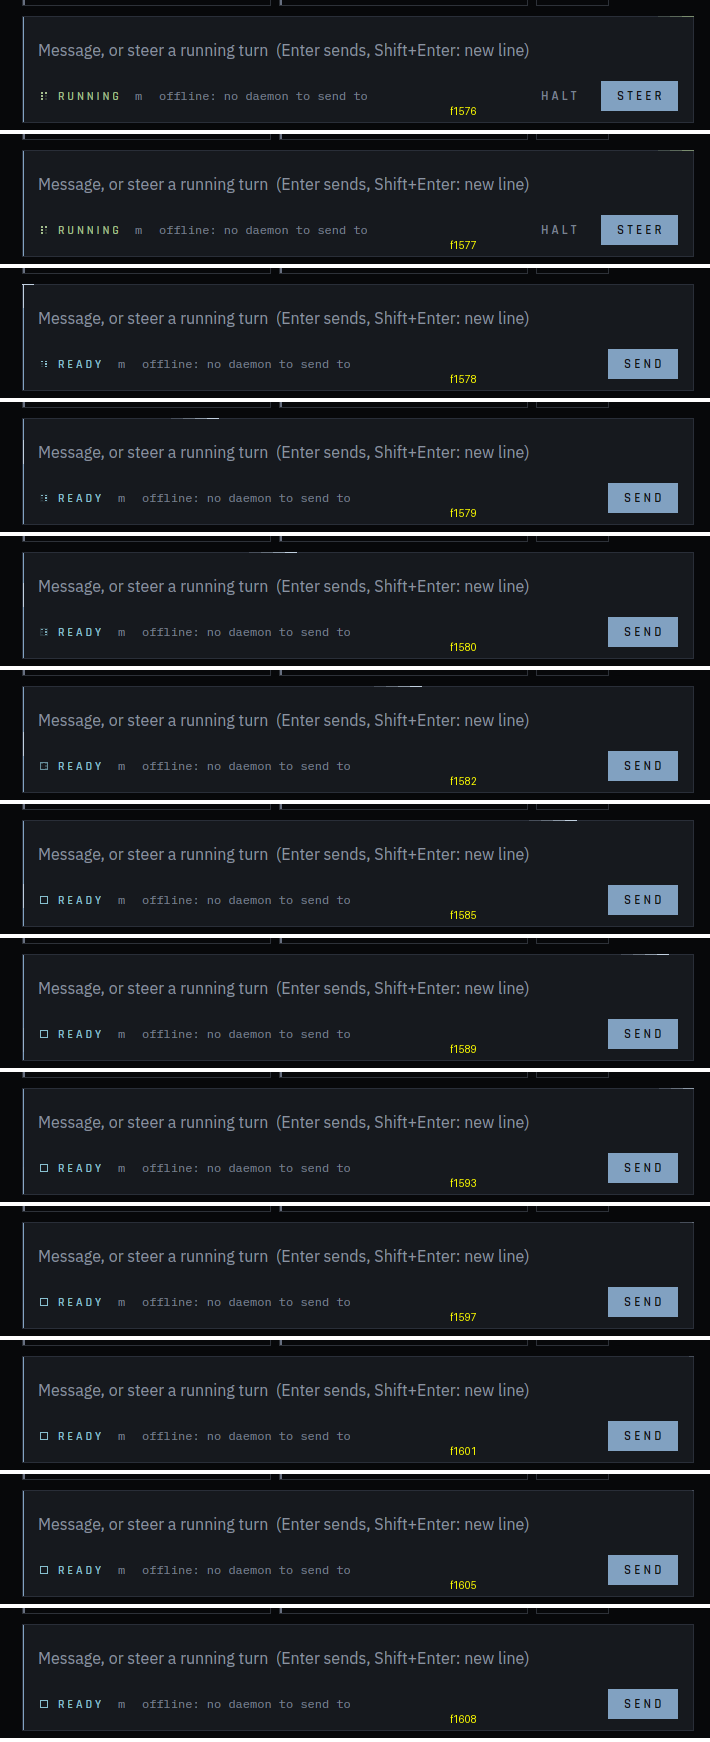 Message, or steer a running turn (Enter sends, Shift+Enter: new line)
RUNNING m offline: no daemon to send to HALT STEER
f1576
Message, or steer a running turn (Enter sends, Shift+Enter: new line)
RUNNING m offline: no daemon to send to HALT STEER
f1577
Message, or steer a running turn (Enter sends, Shift+Enter: new line)
READY m offline: no daemon to send to SEND
f1578
Message, or steer a running turn (Enter sends, Shift+Enter: new line)
READY m offline: no daemon to send to SEND
f1579
Message, or steer a running turn (Enter sends, Shift+Enter: new line)
READY m offline: no daemon to send to SEND
f1580
Message, or steer a running turn (Enter sends, Shift+Enter: new line)
READY m offline: no daemon to send to SEND
f1582
Message, or steer a running turn (Enter sends, Shift+Enter: new line)
READY m offline: no daemon to send to SEND
f1585
Message, or steer a running turn (Enter sends, Shift+Enter: new line)
READY m offline: no daemon to send to SEND
f1589
Message, or steer a running turn (Enter sends, Shift+Enter: new line)
READY m offline: no daemon to send to SEND
f1593
Message, or steer a running turn (Enter sends, Shift+Enter: new line)
READY m offline: no daemon to send to SEND
f1597
Message, or steer a running turn (Enter sends, Shift+Enter: new line)
READY m offline: no daemon to send to SEND
f1601
Message, or steer a running turn (Enter sends, Shift+Enter: new line)
READY m offline: no daemon to send to SEND
f1605
Message, or steer a running turn (Enter sends, Shift+Enter: new line)
READY m offline: no daemon to send to SEND
f1608